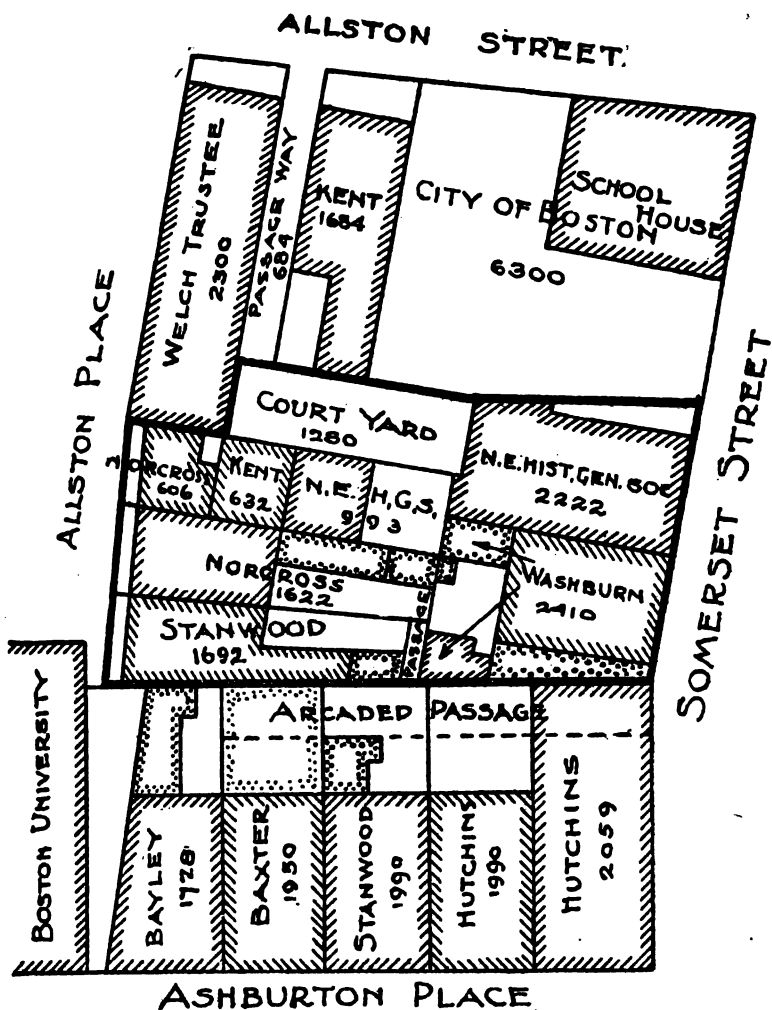 ALLSTON STREET.
WELCH TRUSTEE
2300
PASSAGE WAY
684
KENT
1684
CITY OF BOSTON
6300
SCHOOL
HOUSE
ALLSTON PLACE
SOMERSET STREET
COURT YARD
1280
N.E. HIST. GEN. SOC
2222
NORCROSS
606
KENT
632
N.E. H.G.S.
993
NORCROSS
1622
WASHBURN
2410
STANWOOD
1692
PASSAGE
ARCADED PASSAGE
BOSTON UNIVERSITY
BAYLEY
1928
BAXTER
1950
STANWOOD
1990
HUTCHINS
1990
HUTCHINS
2059
ASHBURTON PLACE